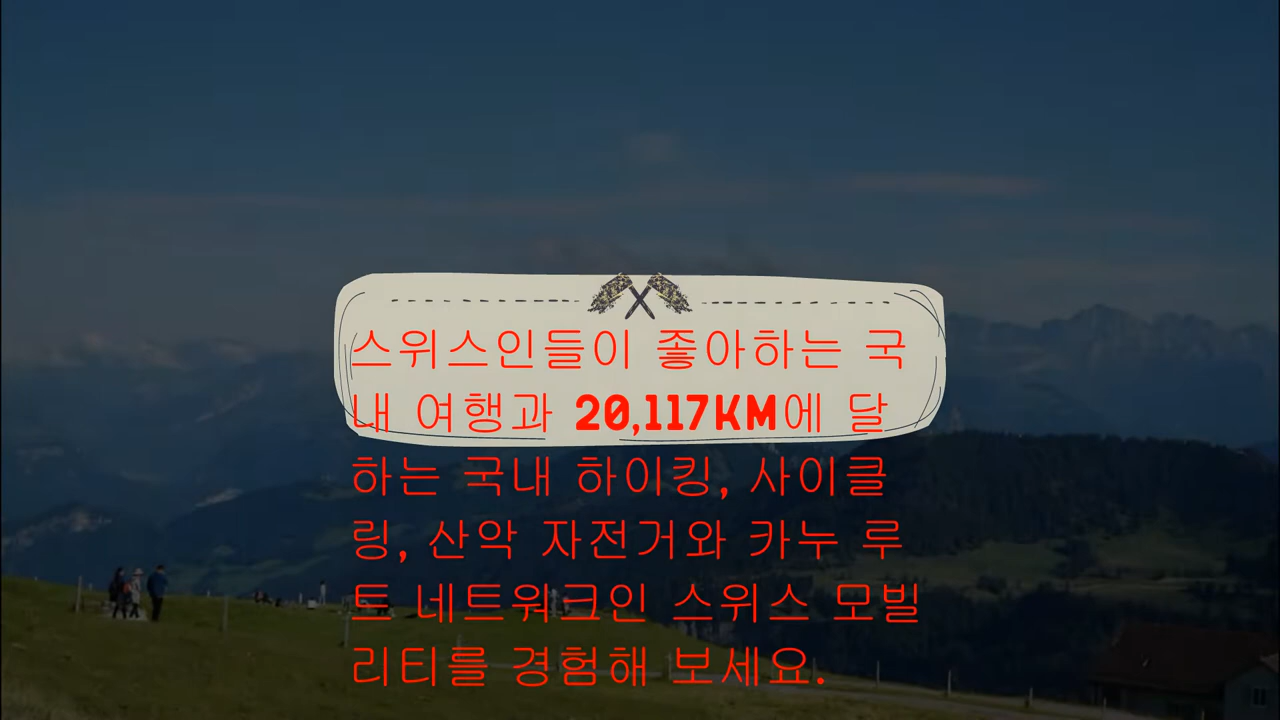 스위스인들이 좋아하는 국
내 여행과 20,117KM에 달
하는 국내 하이킹, 사이클
링, 산악 자전거와 카누 루
트 네트워크인 스위스 모빌
리티를 경험해 보세요.